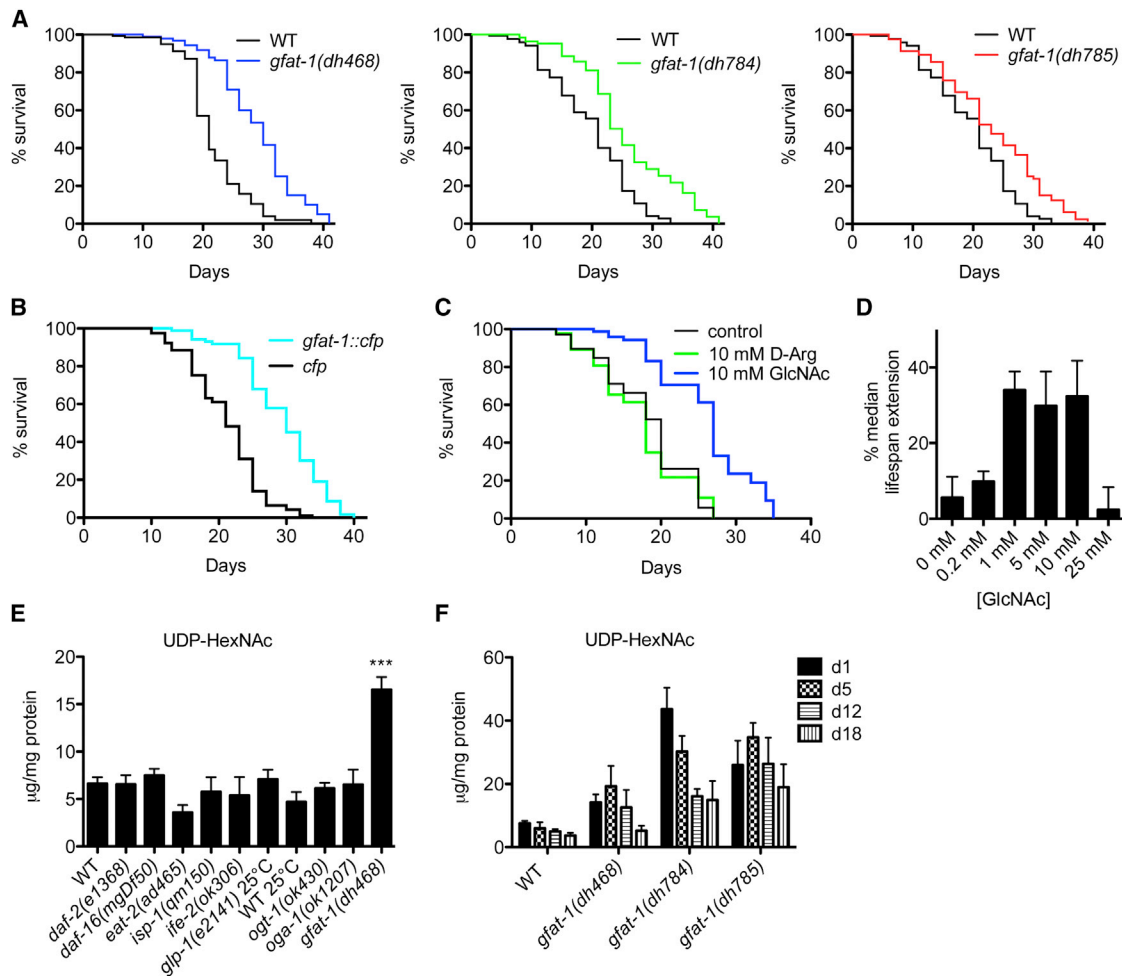 A
WT
gfat-1(dh468)
100
80
60
40
20
0
% survival
0 10 20 30 40
Days
WT
gfat-1(dh784)
100
80
60
40
20
0
% survival
0 10 20 30 40
Days
WT
gfat-1(dh785)
100
80
60
40
20
0
% survival
0 10 20 30 40
Days
B
gfat-1::cfp
cfp
100
80
60
40
20
0
% survival
0 10 20 30 40
Days
C
control
10 mM D-Arg
10 mM GlcNAc
100
80
60
40
20
0
% survival
0 10 20 30 40
Days
D
% median
lifespan extension
40
20
0
0 mM
0.2 mM
1 mM
5 mM
10 mM
25 mM
[GlcNAc]
E
UDP-HexNAc
20
15
10
5
0
µg/mg protein
***
WT
daf-2(e1368)
daf-16(mgDf50)
eat-2(ad465)
isp-1(qm150)
ife-2(ok306)
glp-1(e2141) 25°C
WT 25°C
ogt-1(ok430)
oga-1(ok1207)
gfat-1(dh468)
F
UDP-HexNAc
60
40
20
0
µg/mg protein
d1
d5
d12
d18
WT
gfat-1(dh468)
gfat-1(dh784)
gfat-1(dh785)